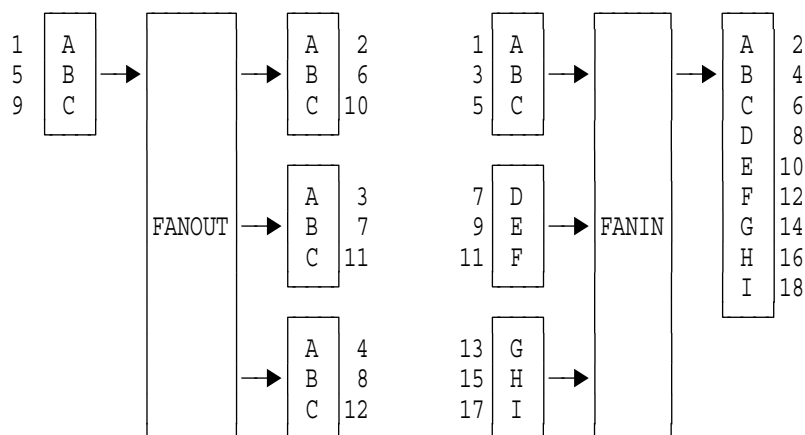 1 A A 2 1 A A 2
5 B B 6 3 B B 4
9 C C 10 5 C C 6
D 8
E 10
A 3 7 D F 12
FANOUT B 7 9 E FANIN G 14
C 11 11 F H 16
I 18
A 4 13 G
B 8 15 H
C 12 17 I